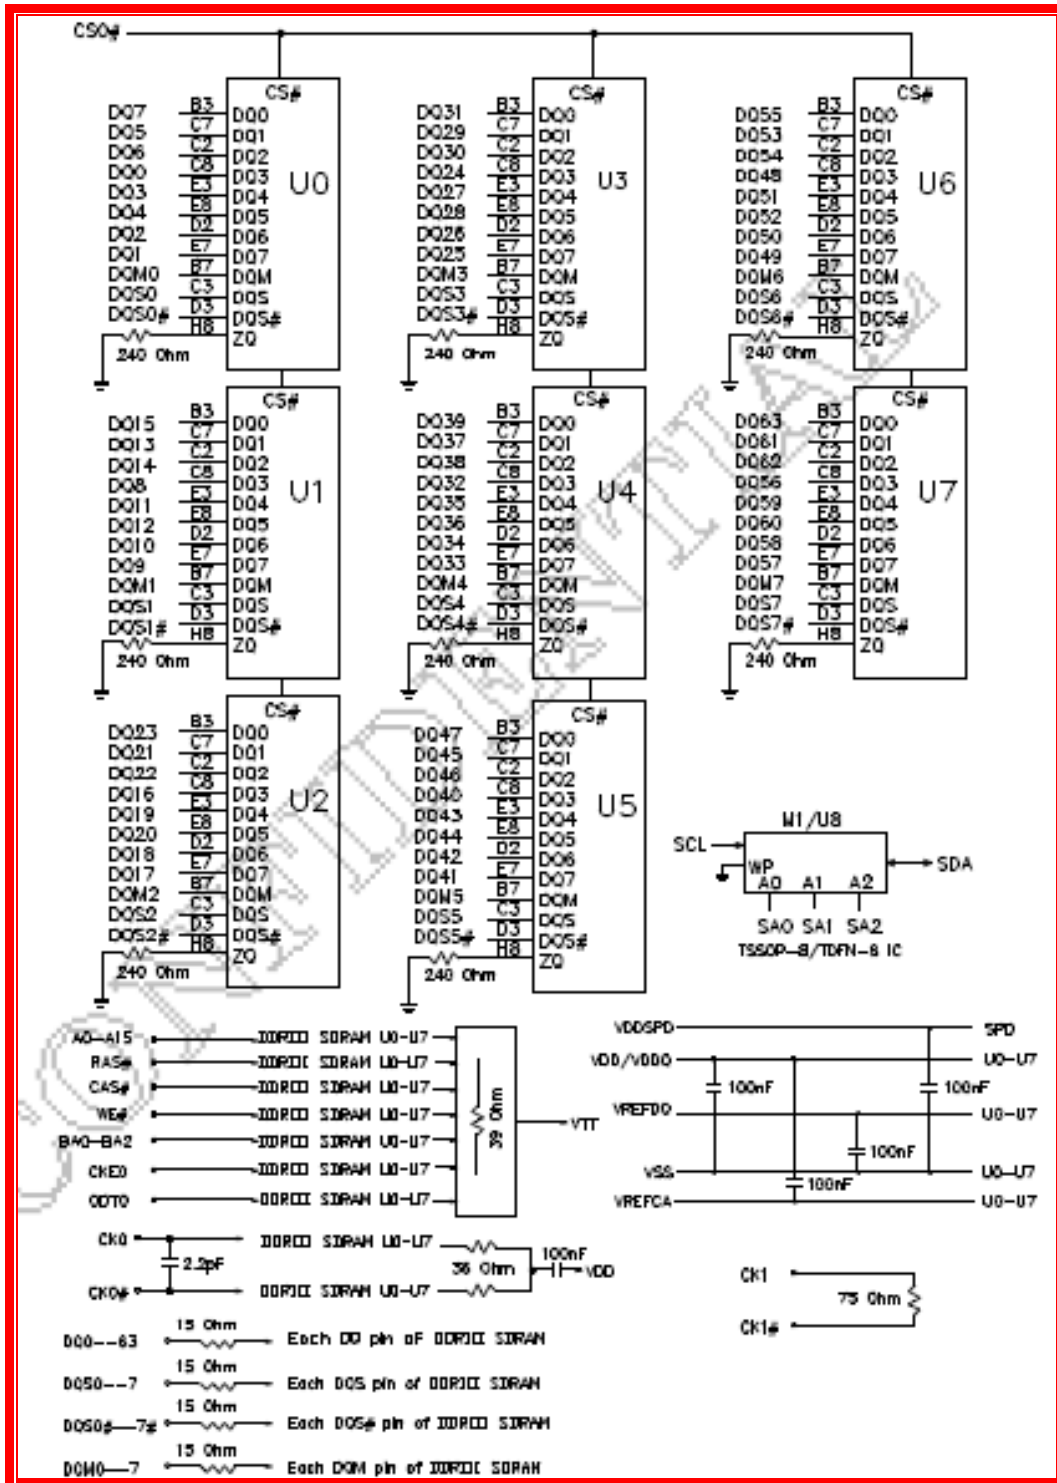 CS0#
CS#
DQ7 B3 DQ0
DQ5 C7 DQ1
DQ6 C2 DQ2
DQ0 C8 DQ3
DQ3 E3 DQ4
DQ4 E8 DQ5
DQ2 D2 DQ6
DQ1 E7 DQ7
DQM0 B7 DQM
DQS0 C3 DQS
DQS0# D3 DQS#
H8 ZQ
240 Ohm
U0
CS#
DQ31 B3 DQ0
DQ29 C7 DQ1
DQ30 C2 DQ2
DQ24 C8 DQ3
DQ27 E3 DQ4
DQ28 E8 DQ5
DQ26 D2 DQ6
DQ25 E7 DQ7
DQM3 B7 DQM
DQS3 C3 DQS
DQS3# D3 DQS#
H8 ZQ
240 Ohm
U3
CS#
DQ55 B3 DQ0
DQ53 C7 DQ1
DQ54 C2 DQ2
DQ48 C8 DQ3
DQ51 E3 DQ4
DQ52 E8 DQ5
DQ50 D2 DQ6
DQ49 E7 DQ7
DQM6 B7 DQM
DQS6 C3 DQS
DQS6# D3 DQS#
H8 ZQ
240 Ohm
U6
CS#
DQ15 B3 DQ0
DQ13 C7 DQ1
DQ14 C2 DQ2
DQ8 C8 DQ3
DQ11 E3 DQ4
DQ12 E8 DQ5
DQ10 D2 DQ6
DQ9 E7 DQ7
DQM1 B7 DQM
DQS1 C3 DQS
DQS1# D3 DQS#
H8 ZQ
240 Ohm
U1
CS#
DQ39 B3 DQ0
DQ37 C7 DQ1
DQ38 C2 DQ2
DQ32 C8 DQ3
DQ35 E3 DQ4
DQ36 E8 DQ5
DQ34 D2 DQ6
DQ33 E7 DQ7
DQM4 B7 DQM
DQS4 C3 DQS
DQS4# D3 DQS#
H8 ZQ
240 Ohm
U4
CS#
DQ63 B3 DQ0
DQ61 C7 DQ1
DQ62 C2 DQ2
DQ56 C8 DQ3
DQ59 E3 DQ4
DQ60 E8 DQ5
DQ58 D2 DQ6
DQ57 E7 DQ7
DQM7 B7 DQM
DQS7 C3 DQS
DQS7# D3 DQS#
H8 ZQ
240 Ohm
U7
CS#
DQ23 B3 DQ0
DQ21 C7 DQ1
DQ22 C2 DQ2
DQ16 C8 DQ3
DQ19 E3 DQ4
DQ20 E8 DQ5
DQ18 D2 DQ6
DQ17 E7 DQ7
DQM2 B7 DQM
DQS2 C3 DQS
DQS2# D3 DQS#
H8 ZQ
240 Ohm
U2
CS#
DQ47 B3 DQ0
DQ45 C7 DQ1
DQ46 C2 DQ2
DQ40 C8 DQ3
DQ43 E3 DQ4
DQ44 E8 DQ5
DQ42 D2 DQ6
DQ41 E7 DQ7
DQM5 B7 DQM
DQS5 C3 DQS
DQS5# D3 DQS#
H8 ZQ
240 Ohm
U5
M1/U8
SCL WP SDA
A0 A1 A2
SA0 SA1 SA2
TSSOP-8/TDFN-8 IC
A0-A15 DDRIII SDRAM U0-U7
RAS# DDRIII SDRAM U0-U7
CAS# DDRIII SDRAM U0-U7
WE# DDRIII SDRAM U0-U7
BA0-BA2 DDRIII SDRAM U0-U7
CKE0 DDRIII SDRAM U0-U7
ODT0 DDRIII SDRAM U0-U7
39 Ohm
VTT
VDDSPD SPD
VDD/VDDQ U0-U7
100nF 100nF
VREFDQ U0-U7
100nF
VSS U0-U7
100nF
VREFCA U0-U7
CK0 DDRIII SDRAM U0-U7
2.2pF 36 Ohm 100nF VDD
CK0# DDRIII SDRAM U0-U7
CK1
75 Ohm
CK1#
DQ0--63 15 Ohm Each DQ pin of DDRIII SDRAM
DQS0--7 15 Ohm Each DQS pin of DDRIII SDRAM
DQS0#--7# 15 Ohm Each DQS# pin of DDRIII SDRAM
DQM0--7 15 Ohm Each DQM pin of DDRIII SDRAM
CONFIDENTIAL